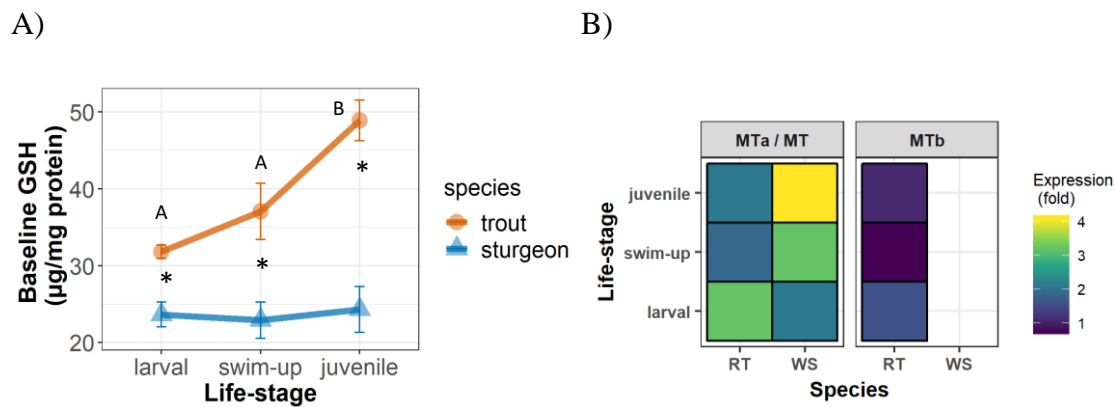 A)
B)
50
40
30
20
Baseline GSH
(µg/mg protein)
A
A
B
*
*
*
larval swim-up juvenile
Life-stage
species
trout
sturgeon
MTa / MT MTb
juvenile
swim-up
larval
Life-stage
RT WS RT WS
Species
Expression
(fold)
4
3
2
1